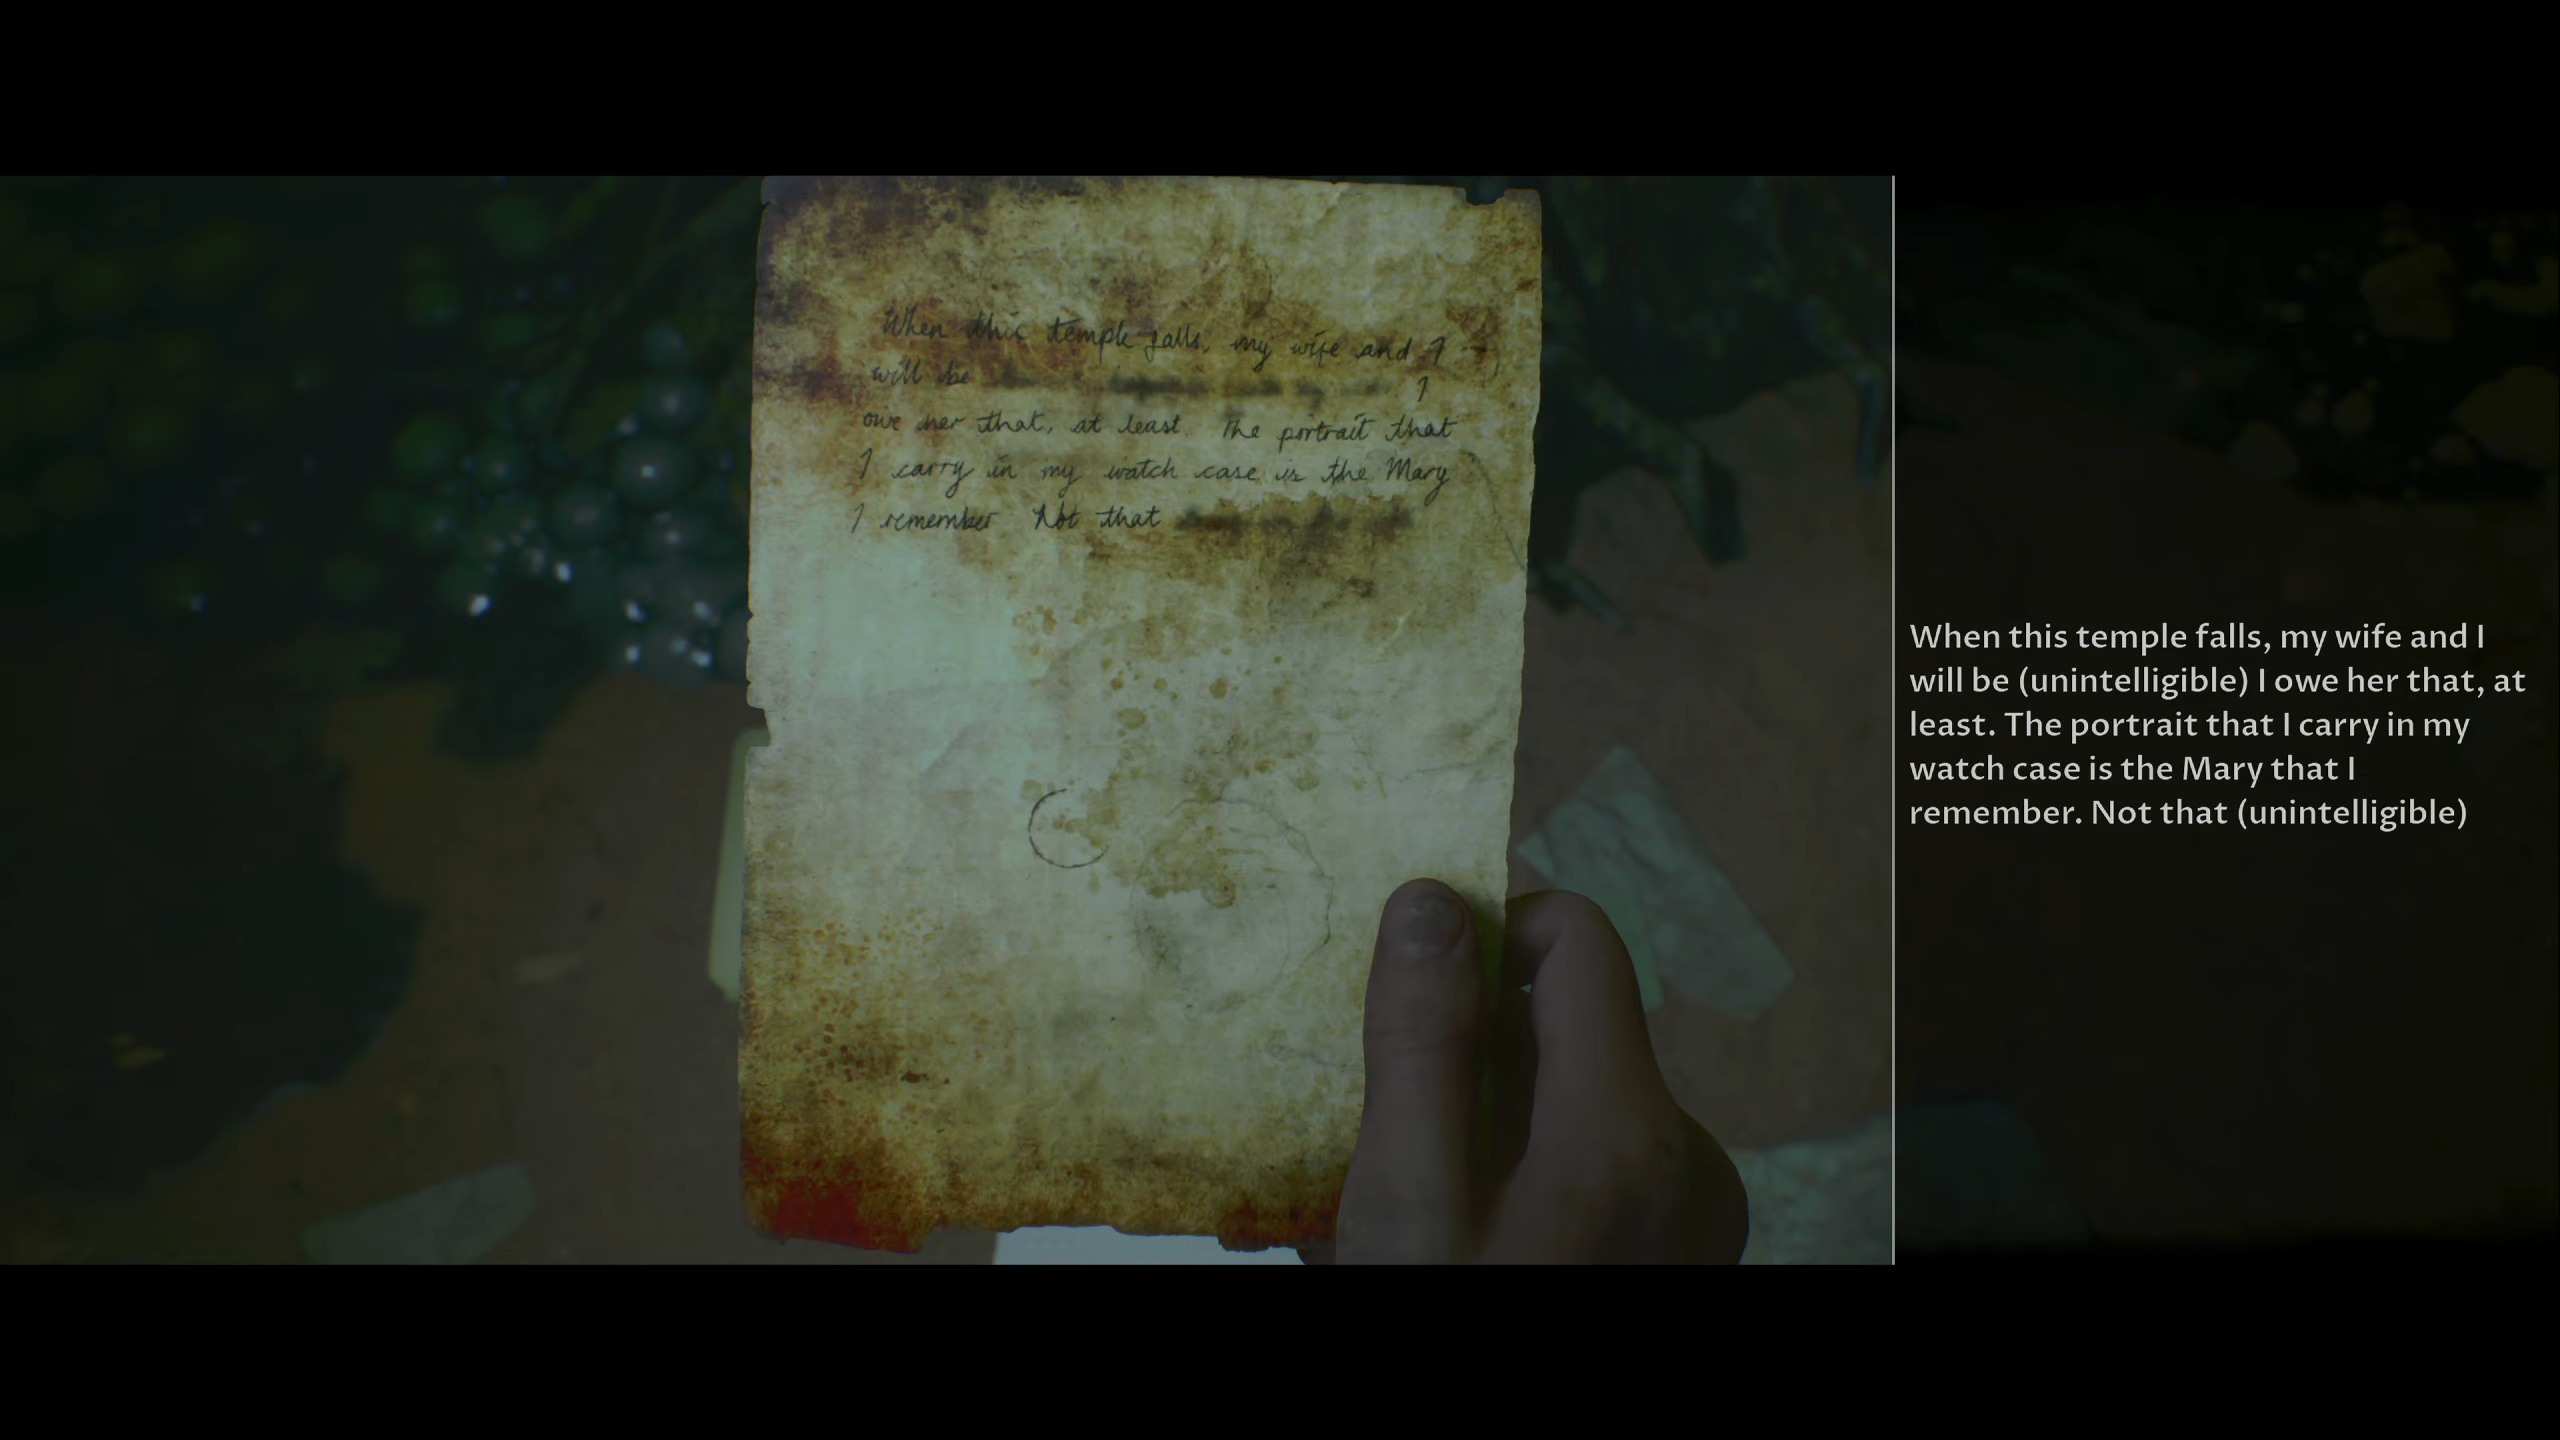 When this temple falls, my wife and I
will be
I
owe her that, at least. The portrait that
I carry in my watch case is the Mary
I remember Not that
When this temple falls, my wife and I
will be (unintelligible) I owe her that, at
least. The portrait that I carry in my
watch case is the Mary that I
remember. Not that (unintelligible)